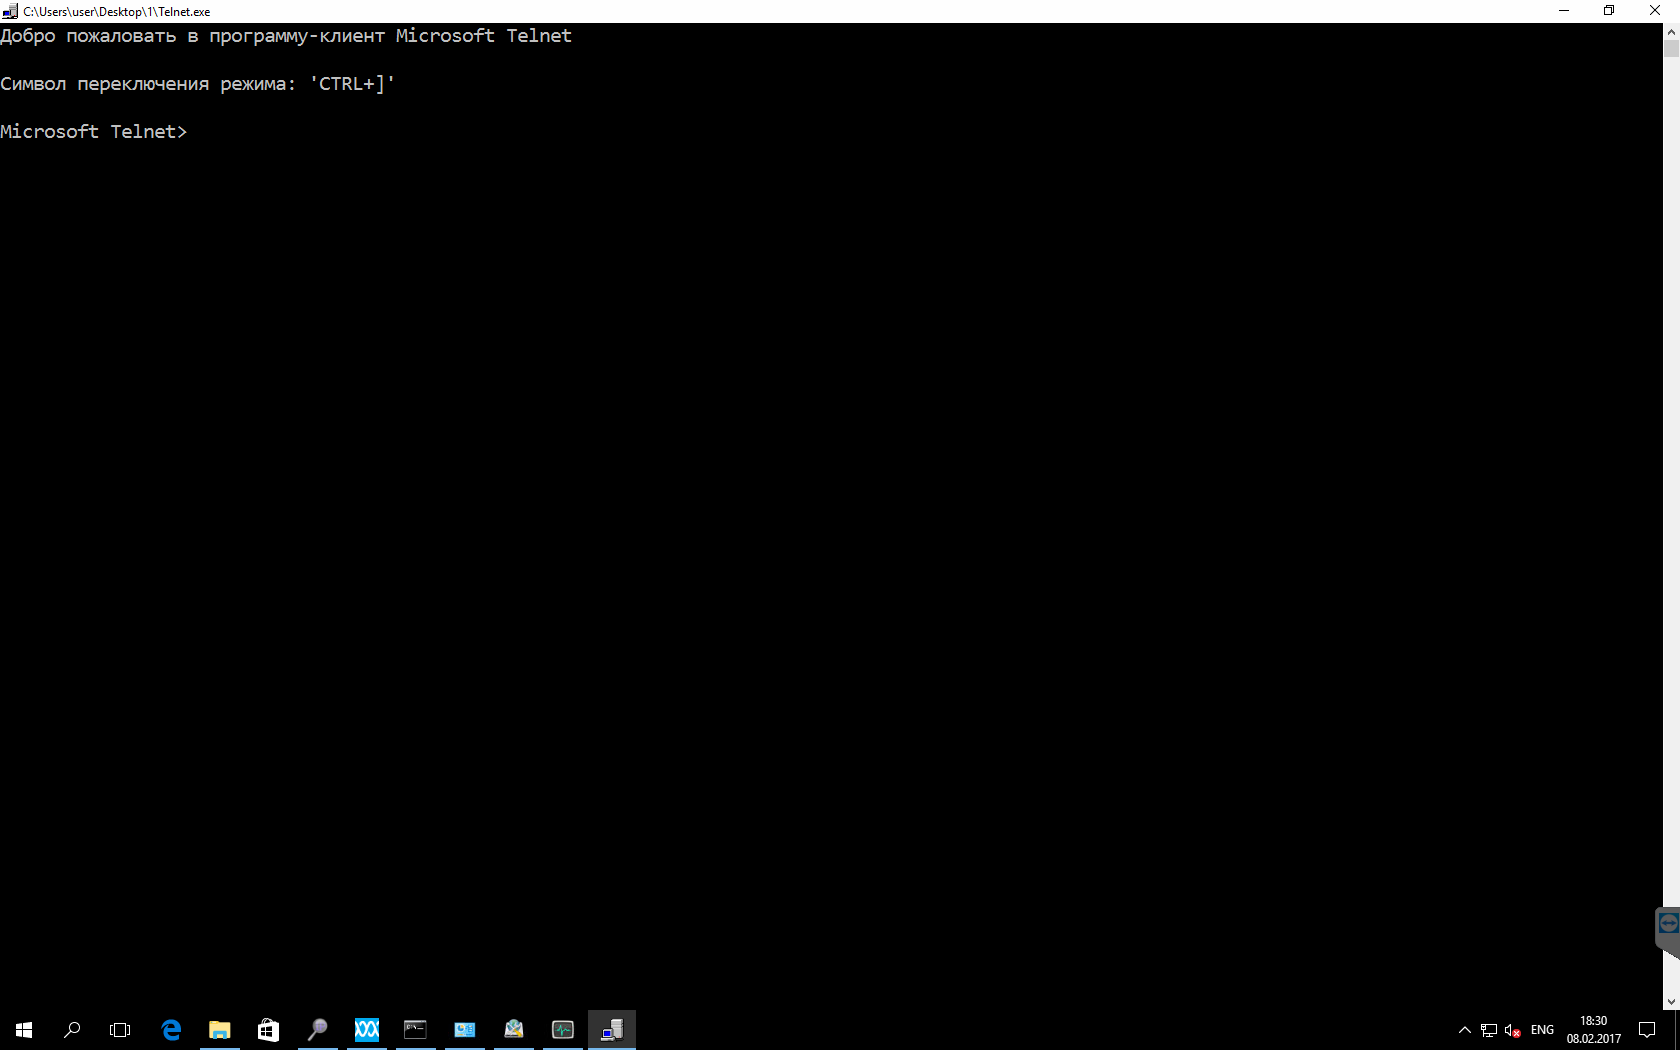 C:\Users\user\Desktop\1\Telnet.exe
Добро пожаловать в программу-клиент Microsoft Telnet
Символ переключения режима: 'CTRL+]'
Microsoft Telnet>
ENG
18:30
08.02.2017